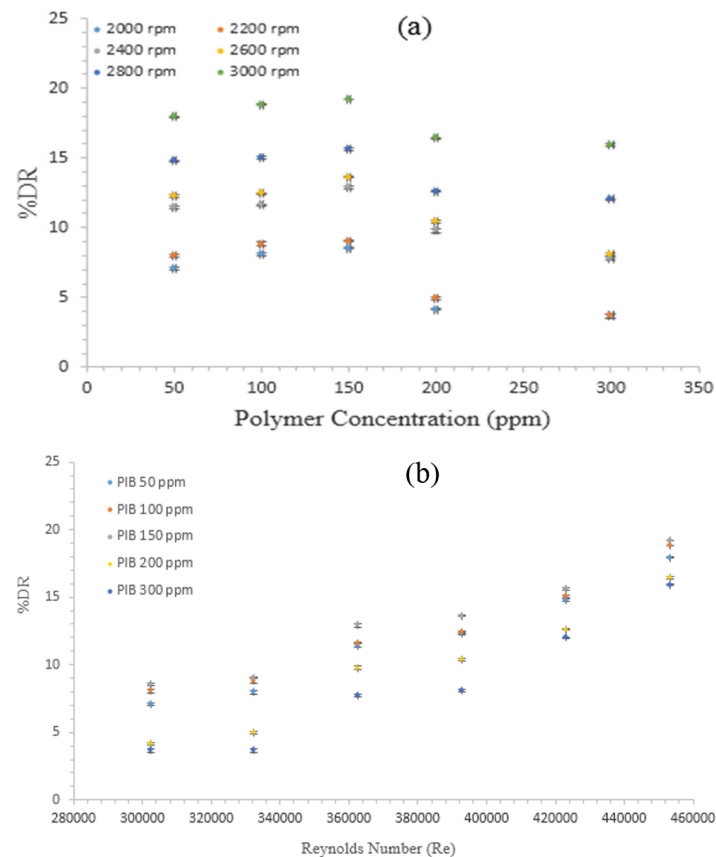 (a)
2000 rpm 2200 rpm
2400 rpm 2600 rpm
2800 rpm 3000 rpm
25
20
15
10
5
0
%DR
0 50 100 150 200 250 300 350
Polymer Concentration (ppm)
(b)
PIB 50 ppm
PIB 100 ppm
PIB 150 ppm
PIB 200 ppm
PIB 300 ppm
25
20
15
10
5
0
%DR
280000 300000 320000 340000 360000 380000 400000 420000 440000 460000
Reynolds Number (Re)